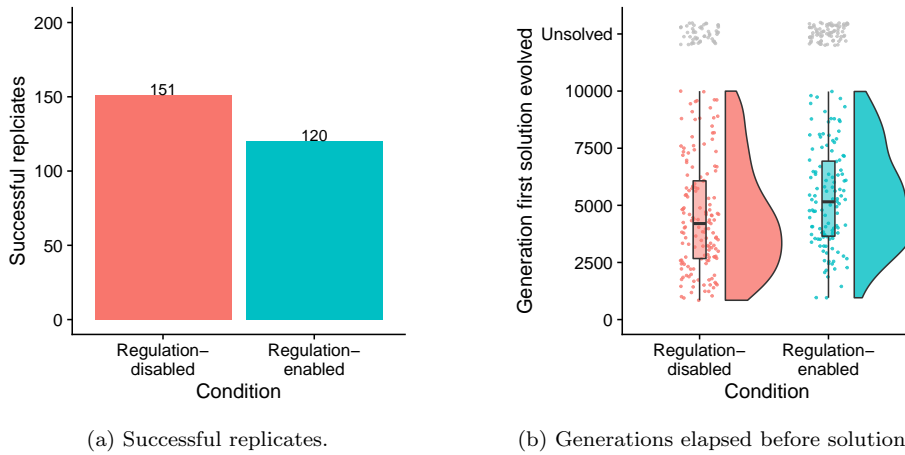 200
150
100
50
0
Successful replciates
151
120
Regulation-
disabled
Regulation-
enabled
Condition
(a) Successful replicates.
Unsolved
10000
7500
5000
2500
0
Generation first solution evolved
Regulation-
disabled
Regulation-
enabled
Condition
(b) Generations elapsed before solution